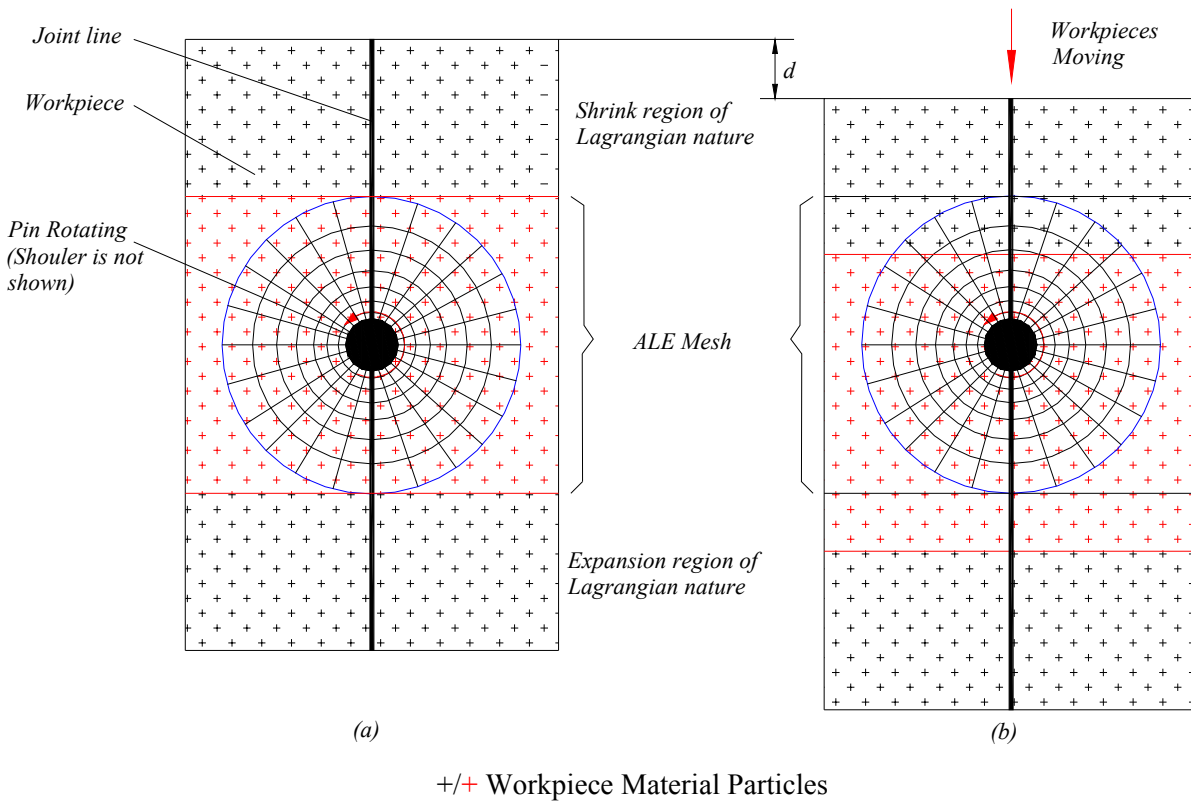 Joint line
Workpiece
Pin Rotating
(Shouler is not
shown)
Shrink region of
Lagrangian nature
ALE Mesh
Expansion region of
Lagrangian nature
d
Workpieces
Moving
(a)
(b)
+/+ Workpiece Material Particles